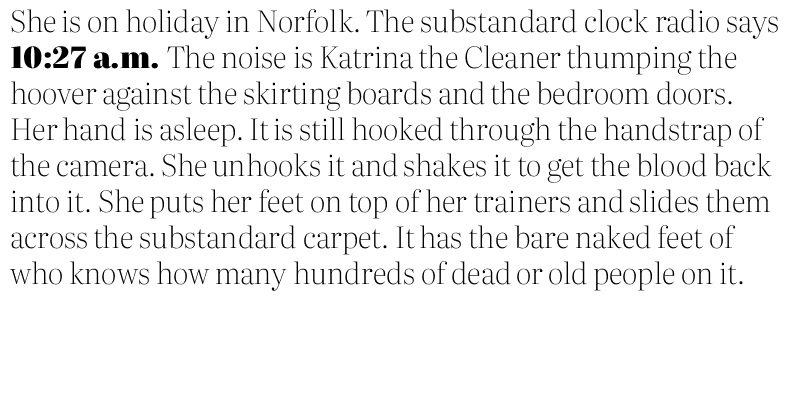 She is on holiday in Norfolk. The substandard clock radio says
10:27 a.m. The noise is Katrina the Cleaner thumping the
hoover against the skirting boards and the bedroom doors.
Her hand is asleep. It is still hooked through the handstrap of
the camera. She unhooks it and shakes it to get the blood back
into it. She puts her feet on top of her trainers and slides them
across the substandard carpet. It has the bare naked feet of
who knows how many hundreds of dead or old people on it.